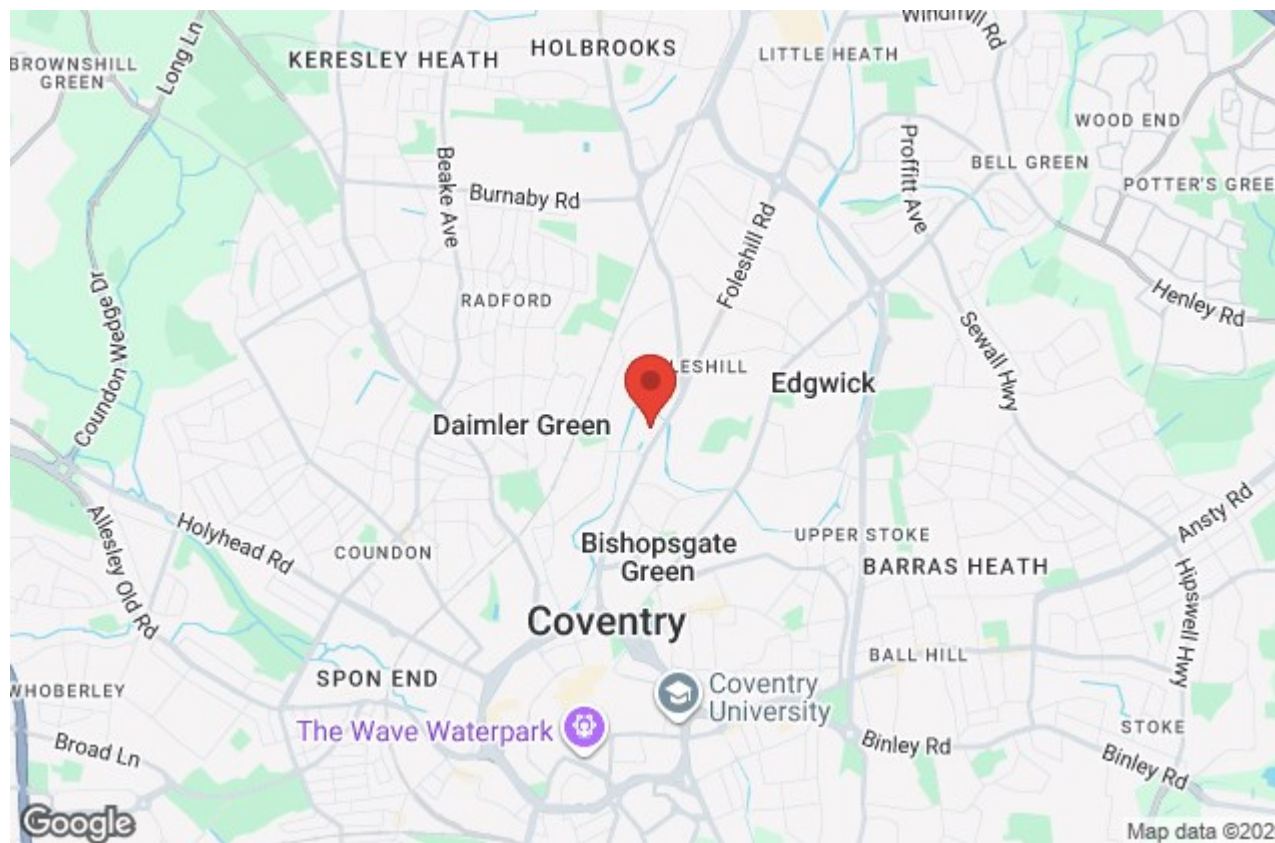 Windmill Rd
HOLBROOKS
LITTLE HEATH
KERESLEY HEATH
BROWNSHILL
GREEN
Long Ln
WOOD END
BELL GREEN
POTTER'S GREE
Proffitt Ave
Beake Ave
Burnaby Rd
Foleshill Rd
Henley Rd
RADFORD
Coundon Wedge Dr
Sewall Hwy
LESHILL
Edgwick
Daimler Green
Ansty Rd
Allesley Old Rd
Holyhead Rd
COUNDON
Bishopsgate
Green
UPPER STOKE
BARRAS HEATH
Hipswell Hwy
Coventry
BALL HILL
SPON END
WHOBERLEY
Coventry
University
The Wave Waterpark
STOKE
Broad Ln
Binley Rd
Binley Rd
Google
Map data ©202